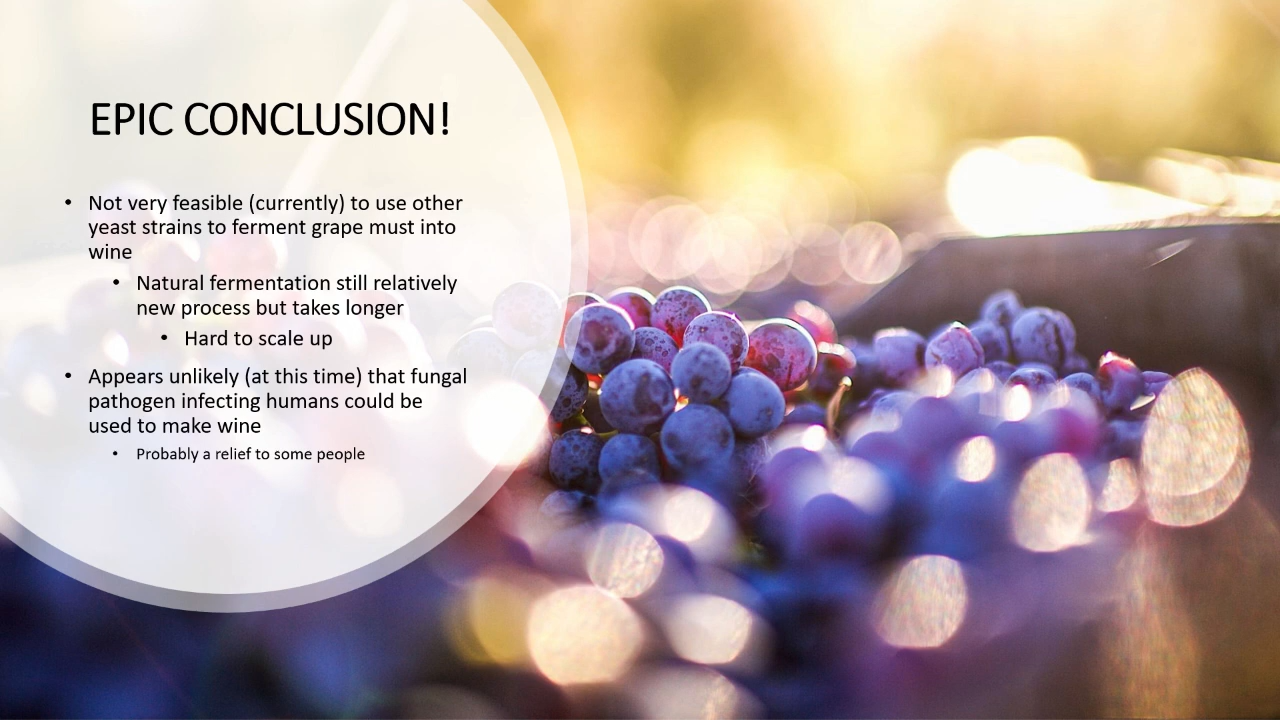 EPIC CONCLUSION!
• Not very feasible (currently) to use other
yeast strains to ferment grape must into
wine
• Natural fermentation still relatively
new process but takes longer
• Hard to scale up
• Appears unlikely (at this time) that fungal
pathogen infecting humans could be
used to make wine
• Probably a relief to some people